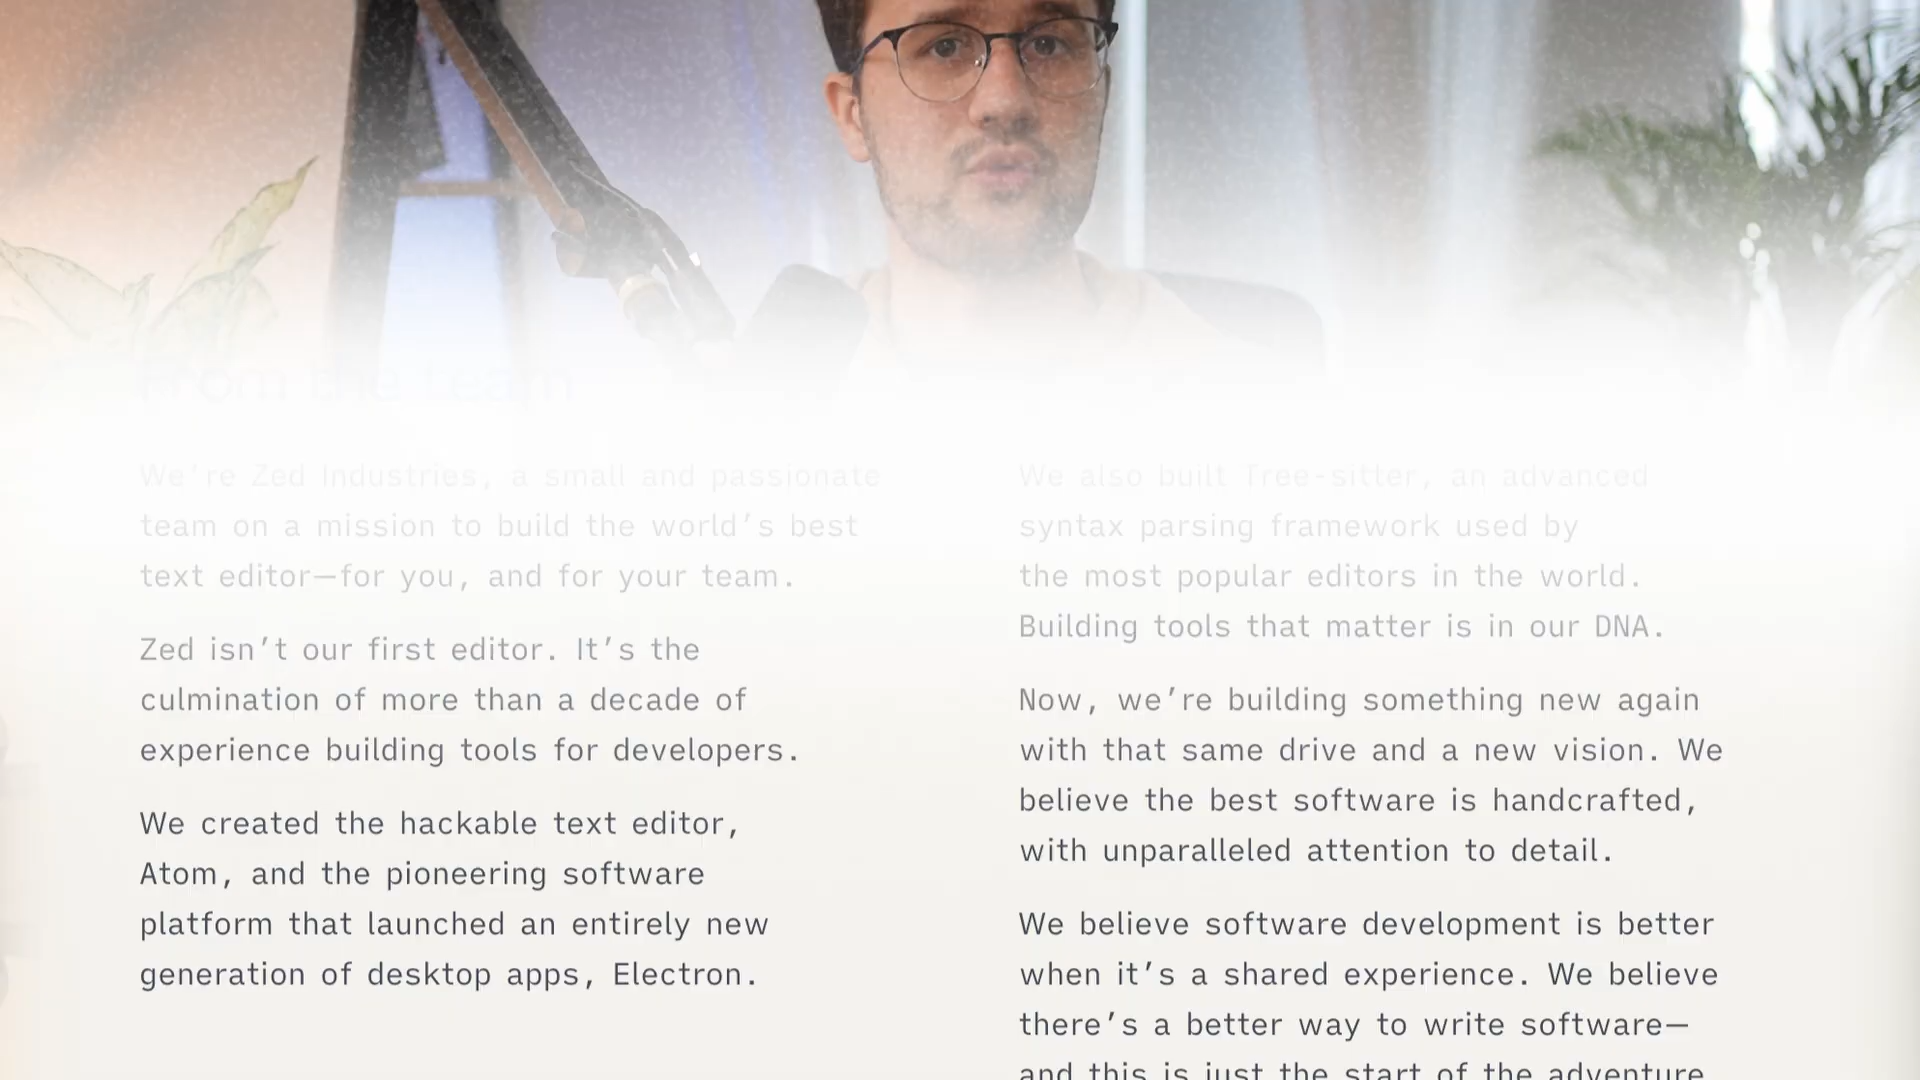 From the team
We’re Zed Industries, a small and passionate
team on a mission to build the world’s best
text editor—for you, and for your team.
Zed isn’t our first editor. It’s the
culmination of more than a decade of
experience building tools for developers.
We created the hackable text editor,
Atom, and the pioneering software
platform that launched an entirely new
generation of desktop apps, Electron.
We also built Tree-sitter, an advanced
syntax parsing framework used by
the most popular editors in the world.
Building tools that matter is in our DNA.
Now, we’re building something new again
with that same drive and a new vision. We
believe the best software is handcrafted,
with unparalleled attention to detail.
We believe software development is better
when it’s a shared experience. We believe
there’s a better way to write software—
and this is just the start of the adventure